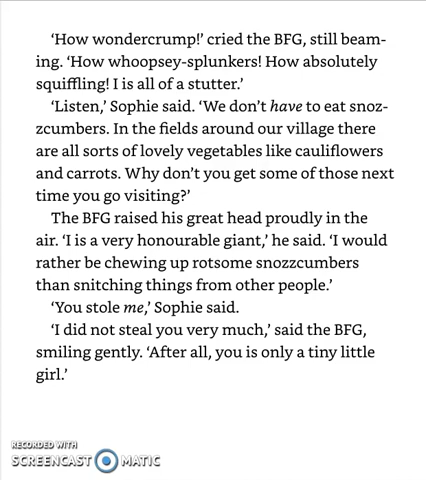 ‘How wondercrump!’ cried the BFG, still beam-
ing. ‘How whoopsey-splunkers! How absolutely
squiffling! I is all of a stutter.’
‘Listen,’ Sophie said. ‘We don’t have to eat snoz-
zcumbers. In the fields around our village there
are all sorts of lovely vegetables like cauliflowers
and carrots. Why don’t you get some of those next
time you go visiting?’
The BFG raised his great head proudly in the
air. ‘I is a very honourable giant,’ he said. ‘I would
rather be chewing up rotsome snozzcumbers
than snitching things from other people.’
‘You stole me,’ Sophie said.
‘I did not steal you very much,’ said the BFG,
smiling gently. ‘After all, you is only a tiny little
girl.’
RECORDED WITH
SCREENCAST MATIC